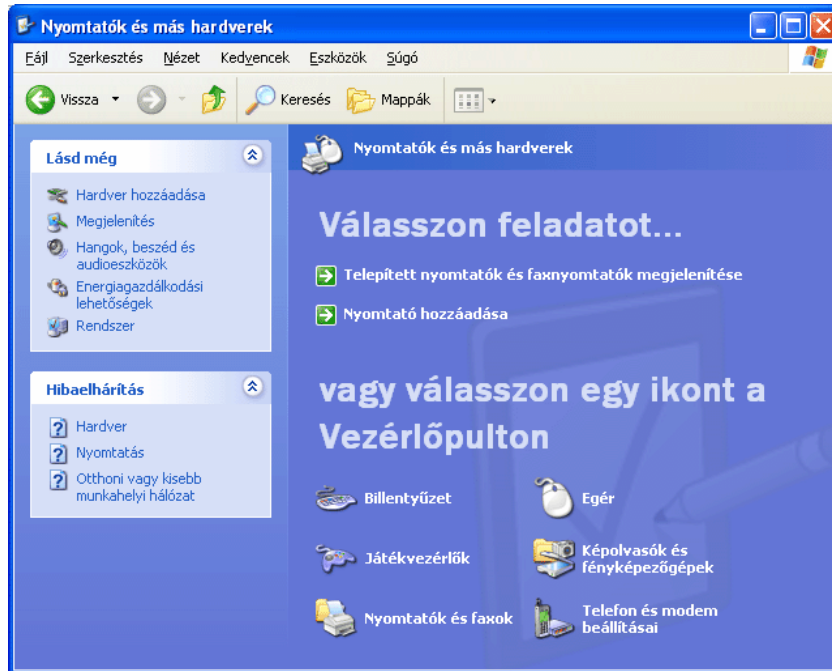 Nyomtatók és más hardverek
Fájl Szerkesztés Nézet Kedvencek Eszközök Súgó
Vissza Keresés Mappák
Lásd még
Hardver hozzáadása
Megjelenítés
Hangok, beszéd és
audioeszközök
Energiagazdálkodási
lehetőségek
Rendszer
Hibaelhárítás
Hardver
Nyomtatás
Otthoni vagy kisebb
munkahelyi hálózat
Nyomtatók és más hardverek
Válasszon feladatot...
Telepített nyomtatók és faxnyomtatók megjelenítése
Nyomtató hozzáadása
vagy válasszon egy ikont a
Vezérlőpulton
Billentyűzet
Egér
Játékvezérlők
Képolvasók és
fényképezőgépek
Nyomtatók és faxok
Telefon és modem
beállításai